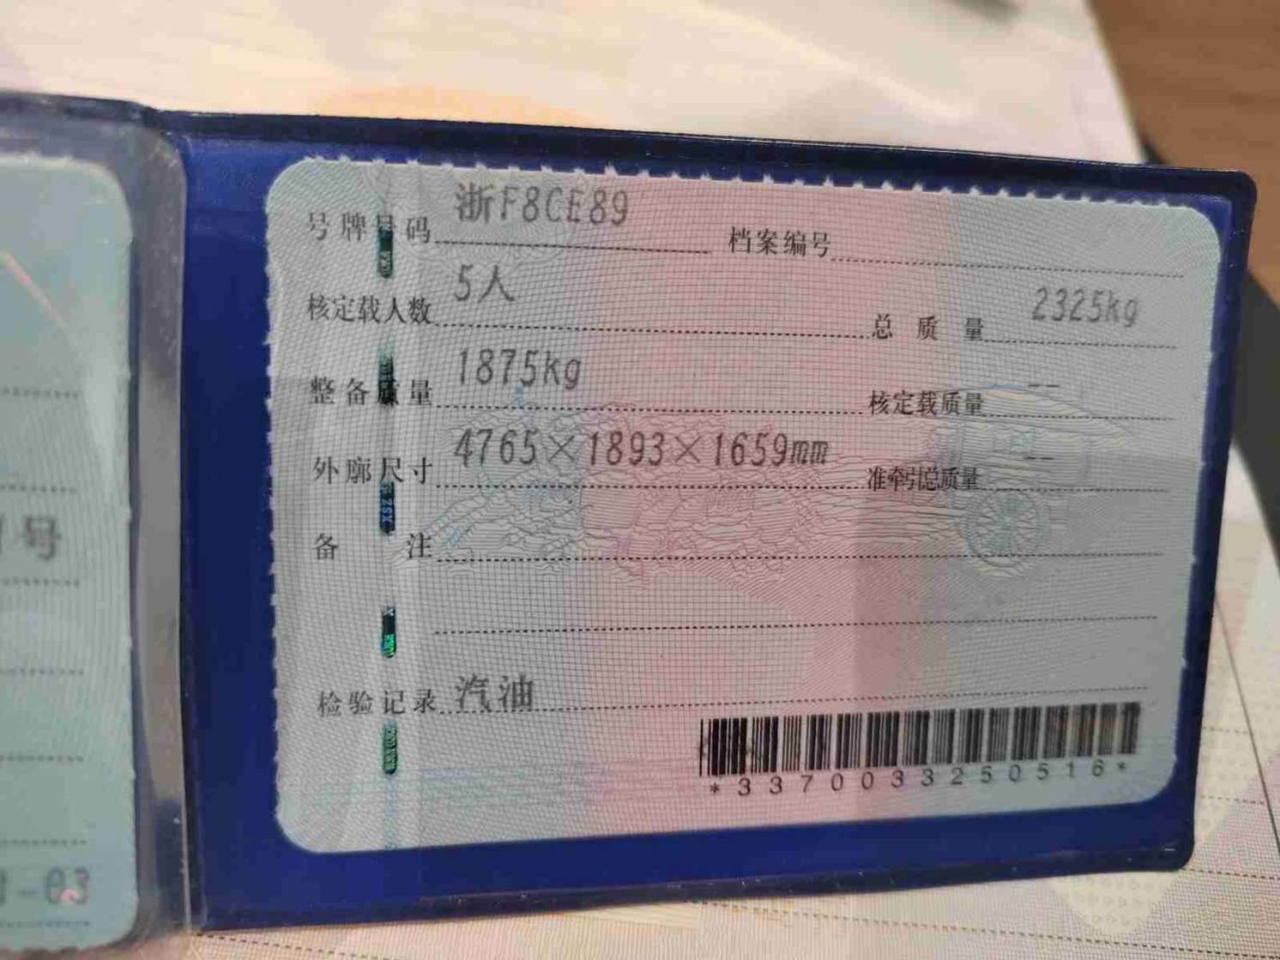 号牌号码 浙F8CE89 档案编号
核定载人数 5人 总质量 2325kg
整备质量 1875kg 核定载质量 --
外廓尺寸 4765×1893×1659mm 准牵引总质量 --
备注
检验记录 汽油
*3370033250516*
号
-03